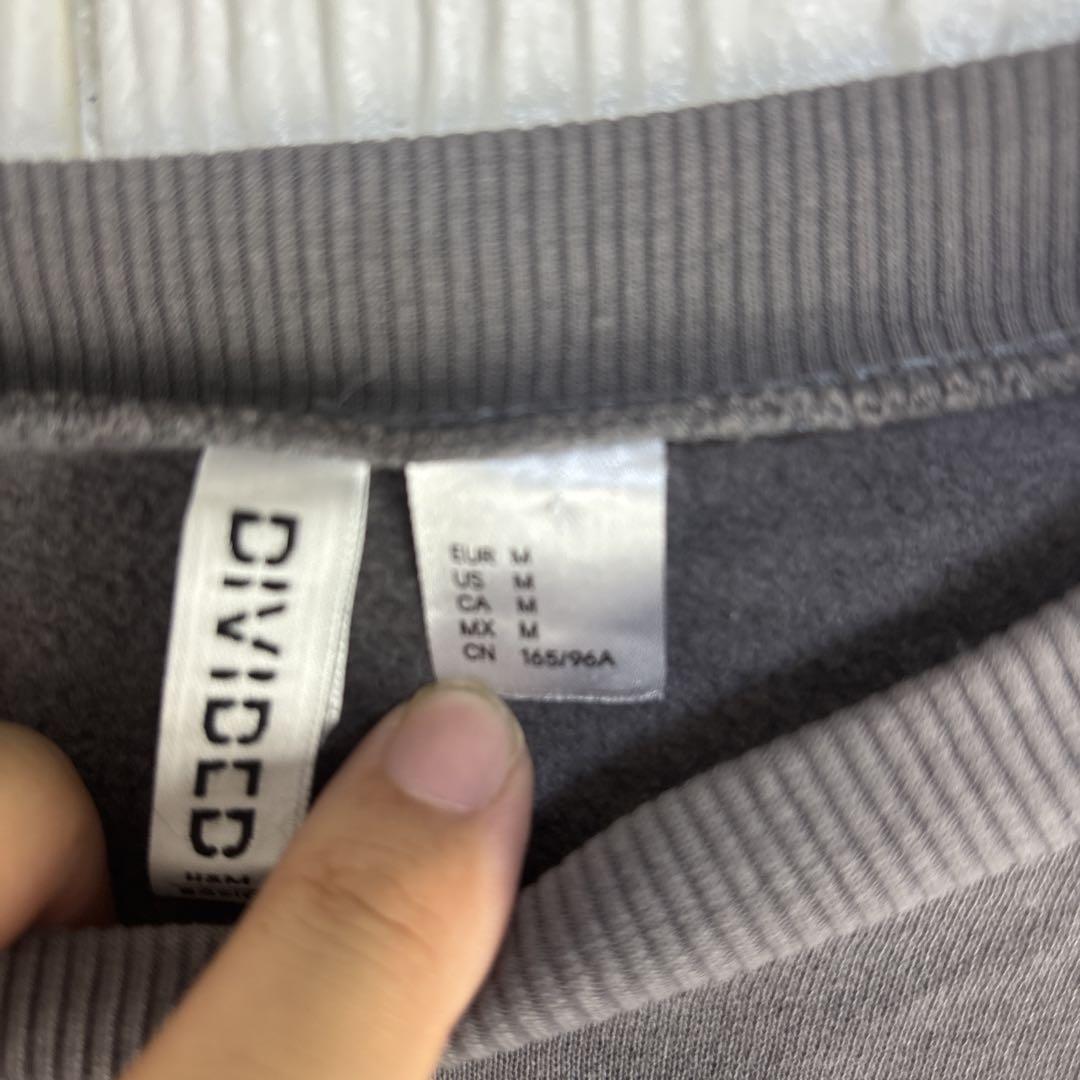 DIVIDED
H&M
EUR M
US M
CA M
MX M
CN 165/96A